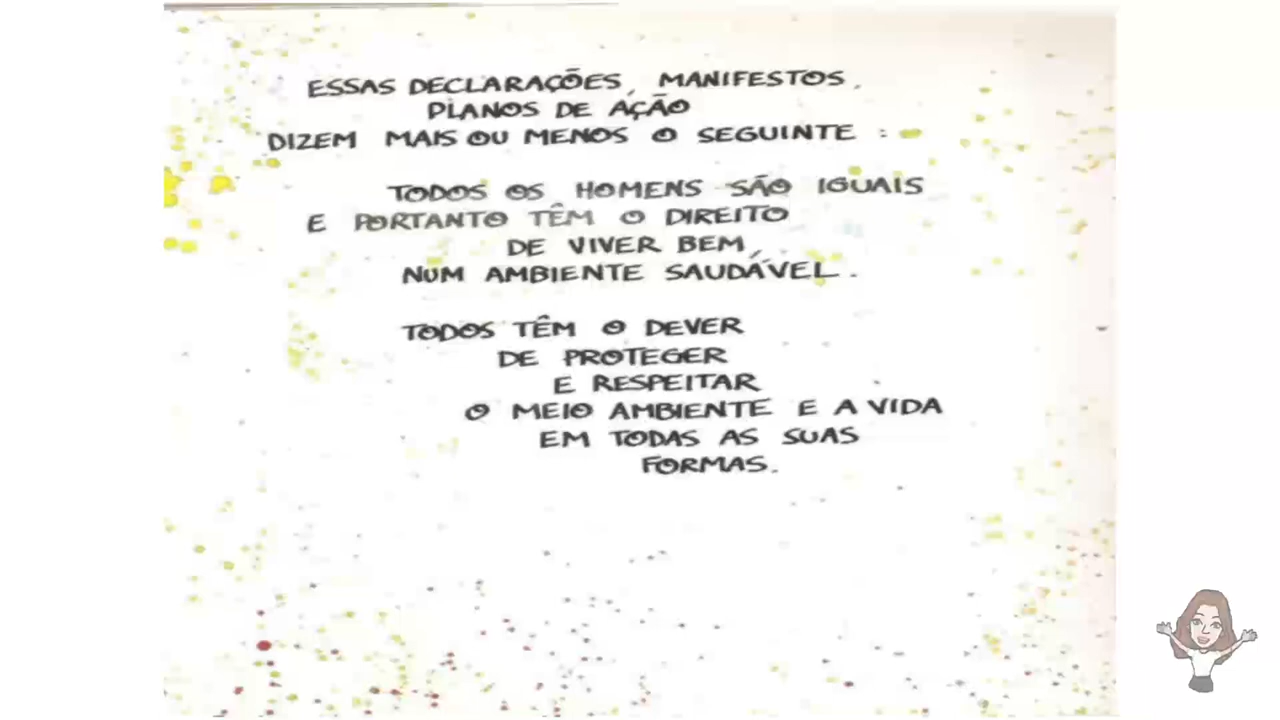 ESSAS DECLARAÇÕES, MANIFESTOS,
PLANOS DE AÇÃO
DIZEM MAIS OU MENOS O SEGUINTE :
TODOS OS HOMENS SÃO IGUAIS
E PORTANTO TÊM O DIREITO
DE VIVER BEM,
NUM AMBIENTE SAUDÁVEL.
TODOS TÊM O DEVER
DE PROTEGER
E RESPEITAR
O MEIO AMBIENTE E A VIDA
EM TODAS AS SUAS
FORMAS.